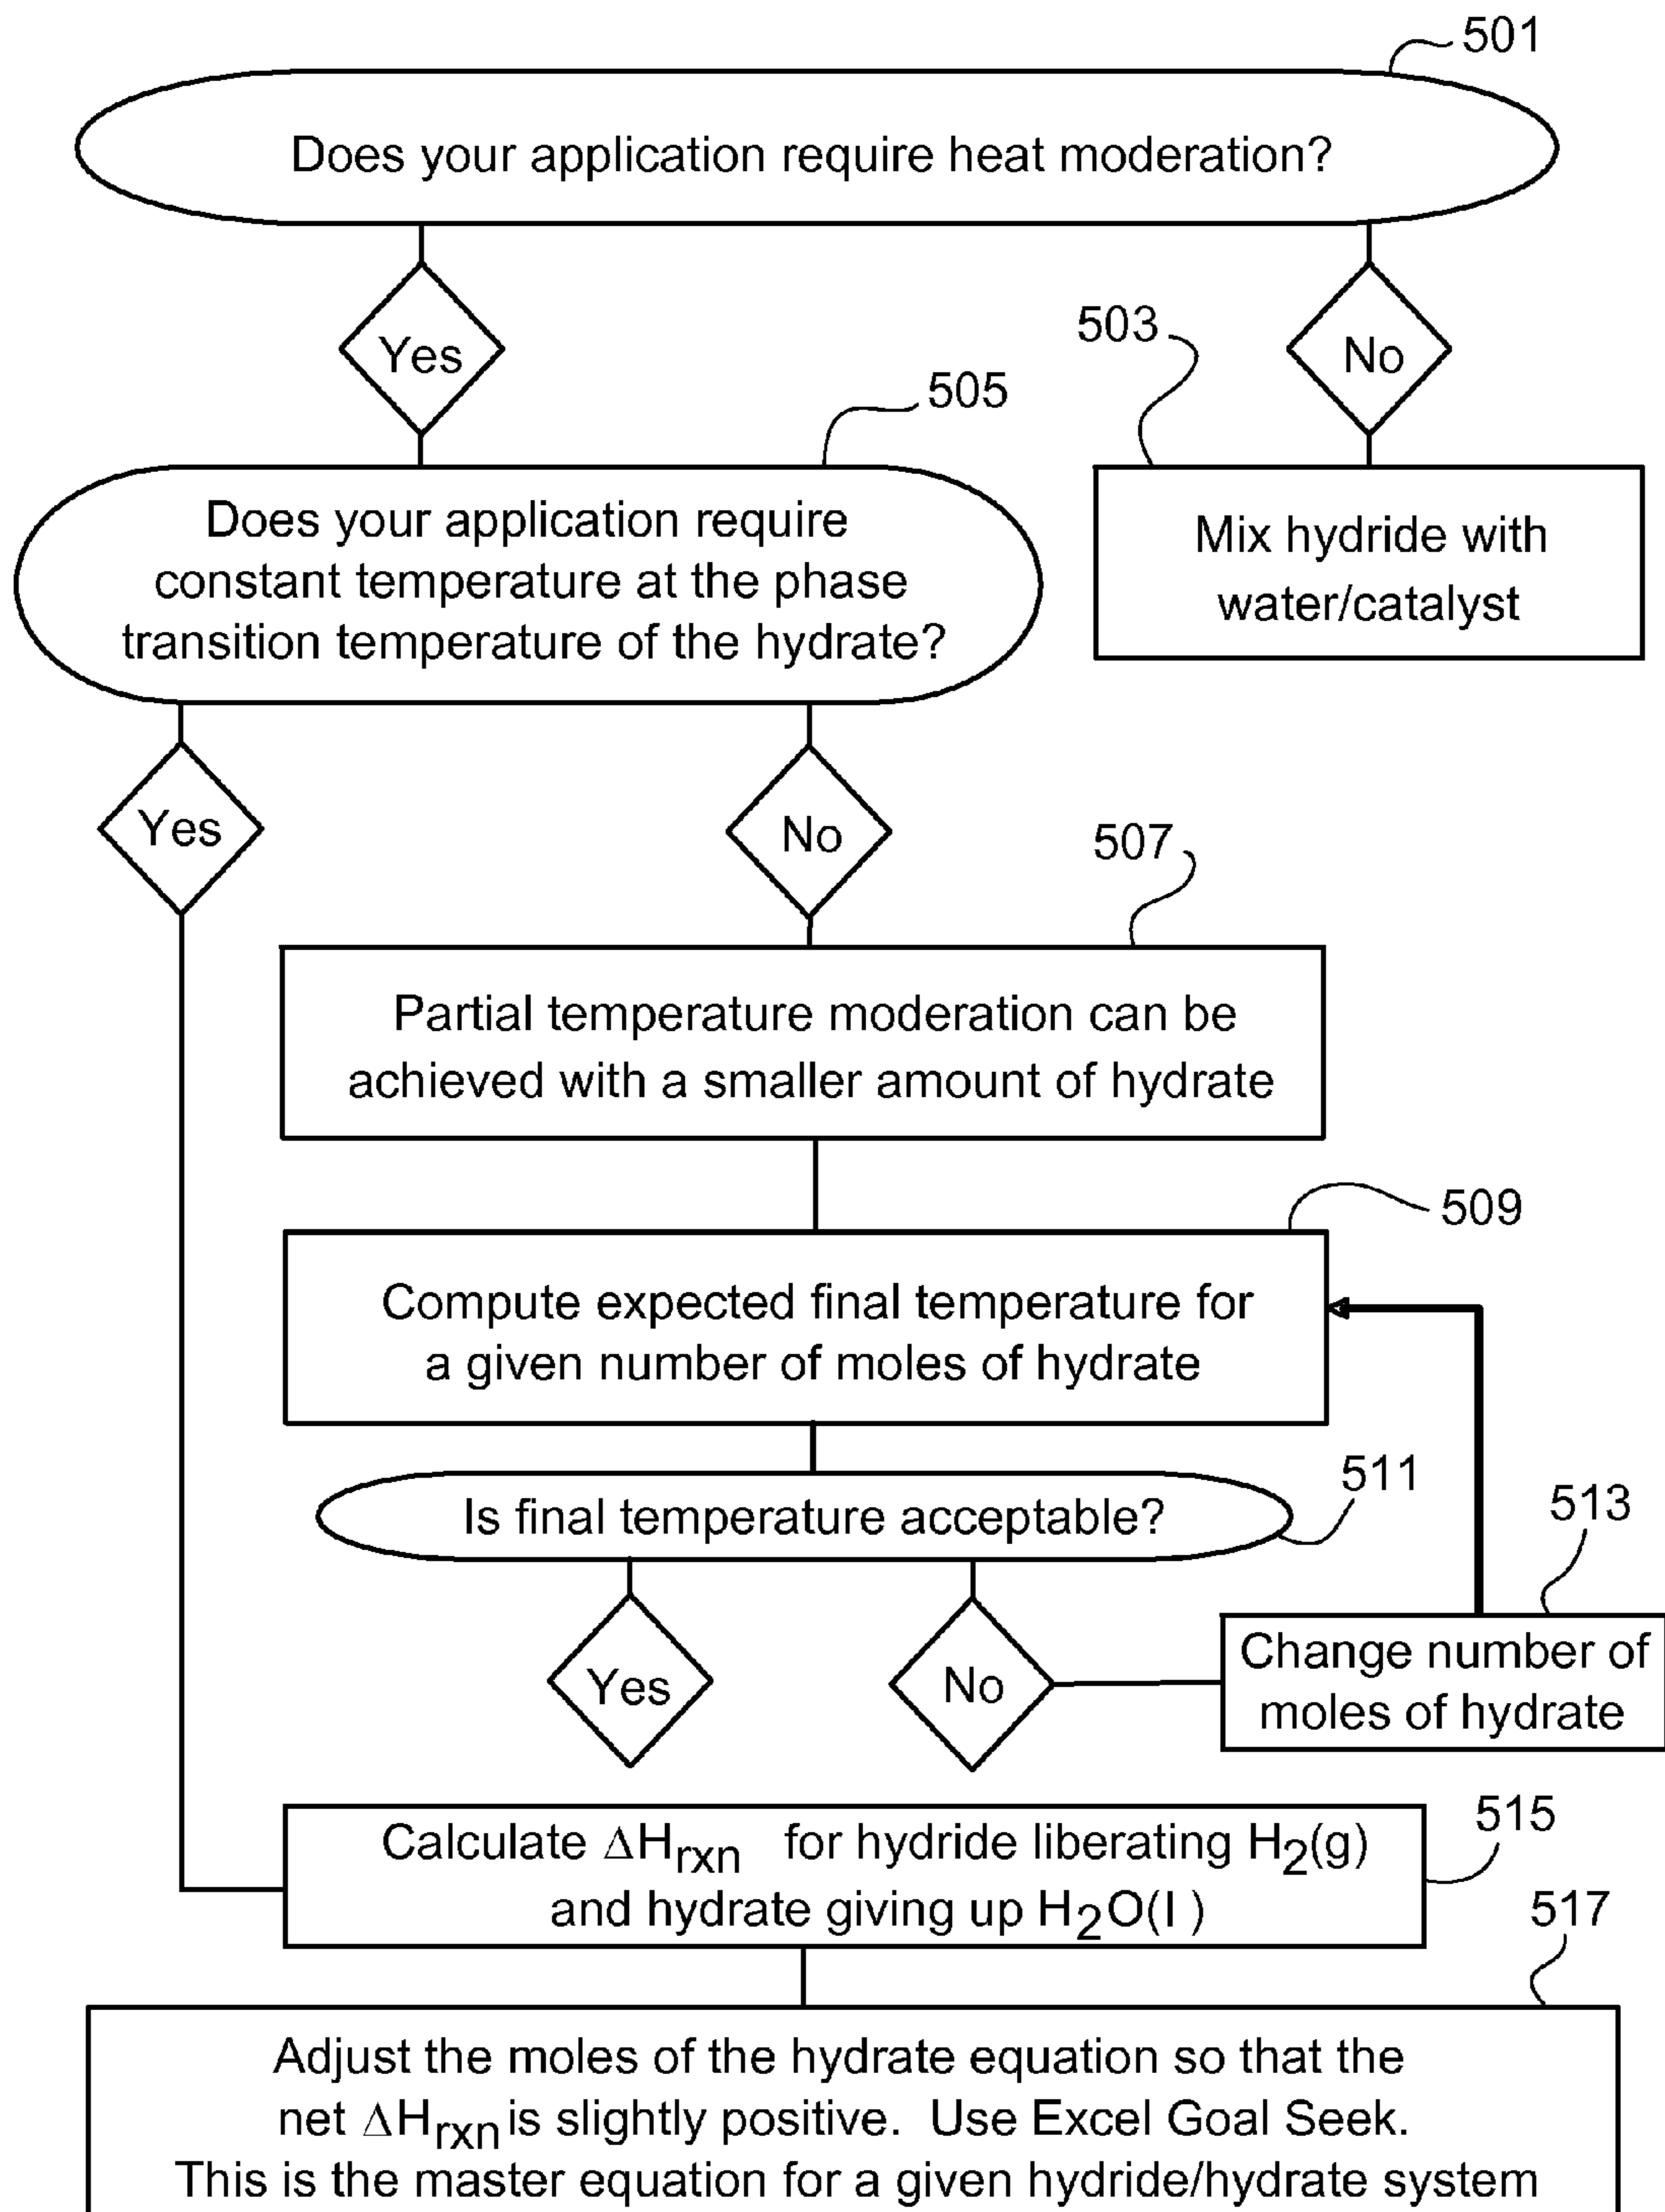 501
Does your application require heat moderation?
Yes
No
503
505
Does your application require
constant temperature at the phase
transition temperature of the hydrate?
Mix hydride with
water/catalyst
Yes
No
507
Partial temperature moderation can be
achieved with a smaller amount of hydrate
509
Compute expected final temperature for
a given number of moles of hydrate
511
Is final temperature acceptable?
513
Yes
No
Change number of
moles of hydrate
515
Calculate ΔHrxn for hydride liberating H2(g)
and hydrate giving up H2O(l )
517
Adjust the moles of the hydrate equation so that the
net ΔHrxn is slightly positive. Use Excel Goal Seek.
This is the master equation for a given hydride/hydrate system